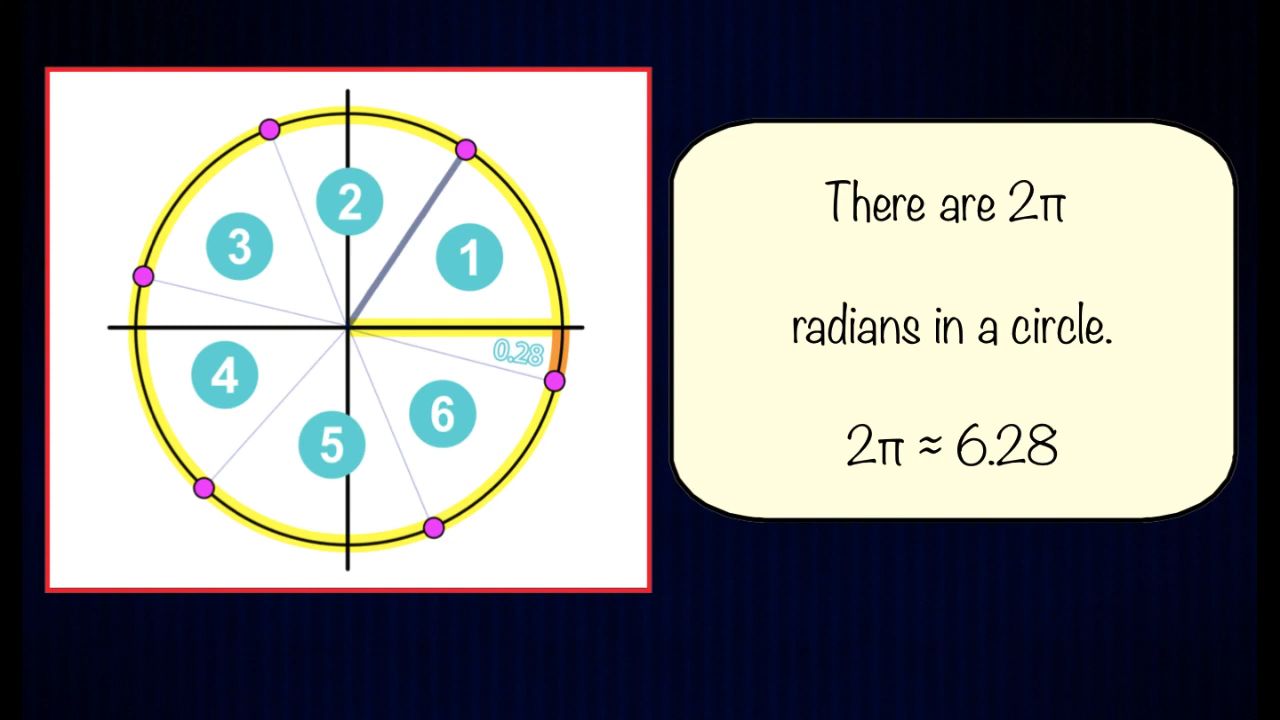 2
3
1
0.28
4
6
5
There are 2π
radians in a circle.
2π ≈ 6.28